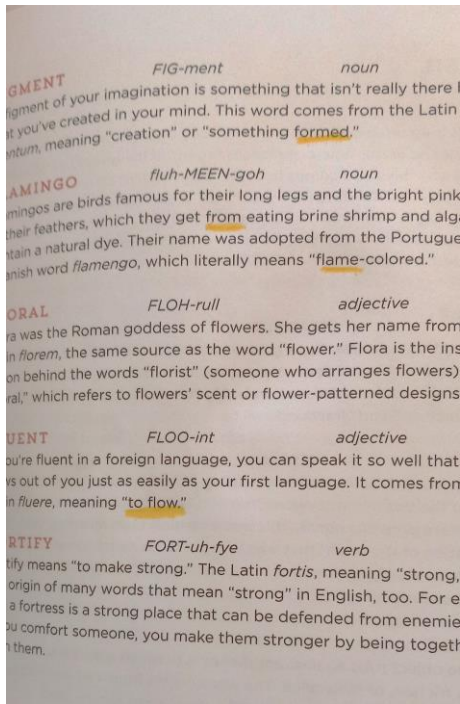 GMENT FIG-ment noun
figment of your imagination is something that isn't really there
you've created in your mind. This word comes from the Latin
ntum, meaning "creation" or "something formed."
AMINGO fluh-MEEN-goh noun
mingos are birds famous for their long legs and the bright pink
their feathers, which they get from eating brine shrimp and alg
ntain a natural dye. Their name was adopted from the Portugue
anish word flamengo, which literally means "flame-colored."
ORAL FLOH-rull adjective
ra was the Roman goddess of flowers. She gets her name from
in florem, the same source as the word "flower." Flora is the ins
on behind the words "florist" (someone who arranges flowers)
ral," which refers to flowers' scent or flower-patterned designs
UENT FLOO-int adjective
ou're fluent in a foreign language, you can speak it so well that
ws out of you just as easily as your first language. It comes from
in fluere, meaning "to flow."
RTIFY FORT-uh-fye verb
tify means "to make strong." The Latin fortis, meaning "strong,
origin of many words that mean "strong" in English, too. For e
a fortress is a strong place that can be defended from enemie
ou comfort someone, you make them stronger by being togeth
them.